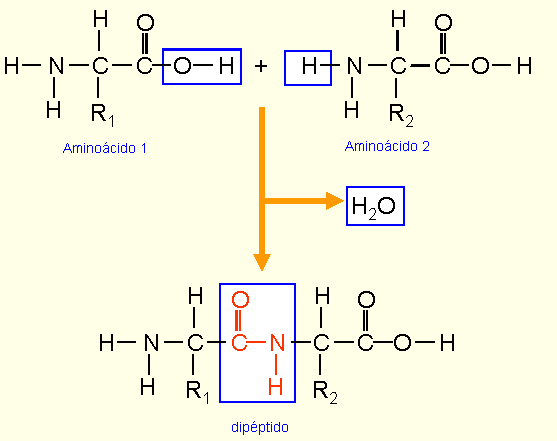 H O H O
H N C C O H + H N C C O H
H R1 H R2
Aminoácido 1 Aminoácido 2
H2O
H O H O
H N C C N C C O H
H R1 H R2
dipéptido